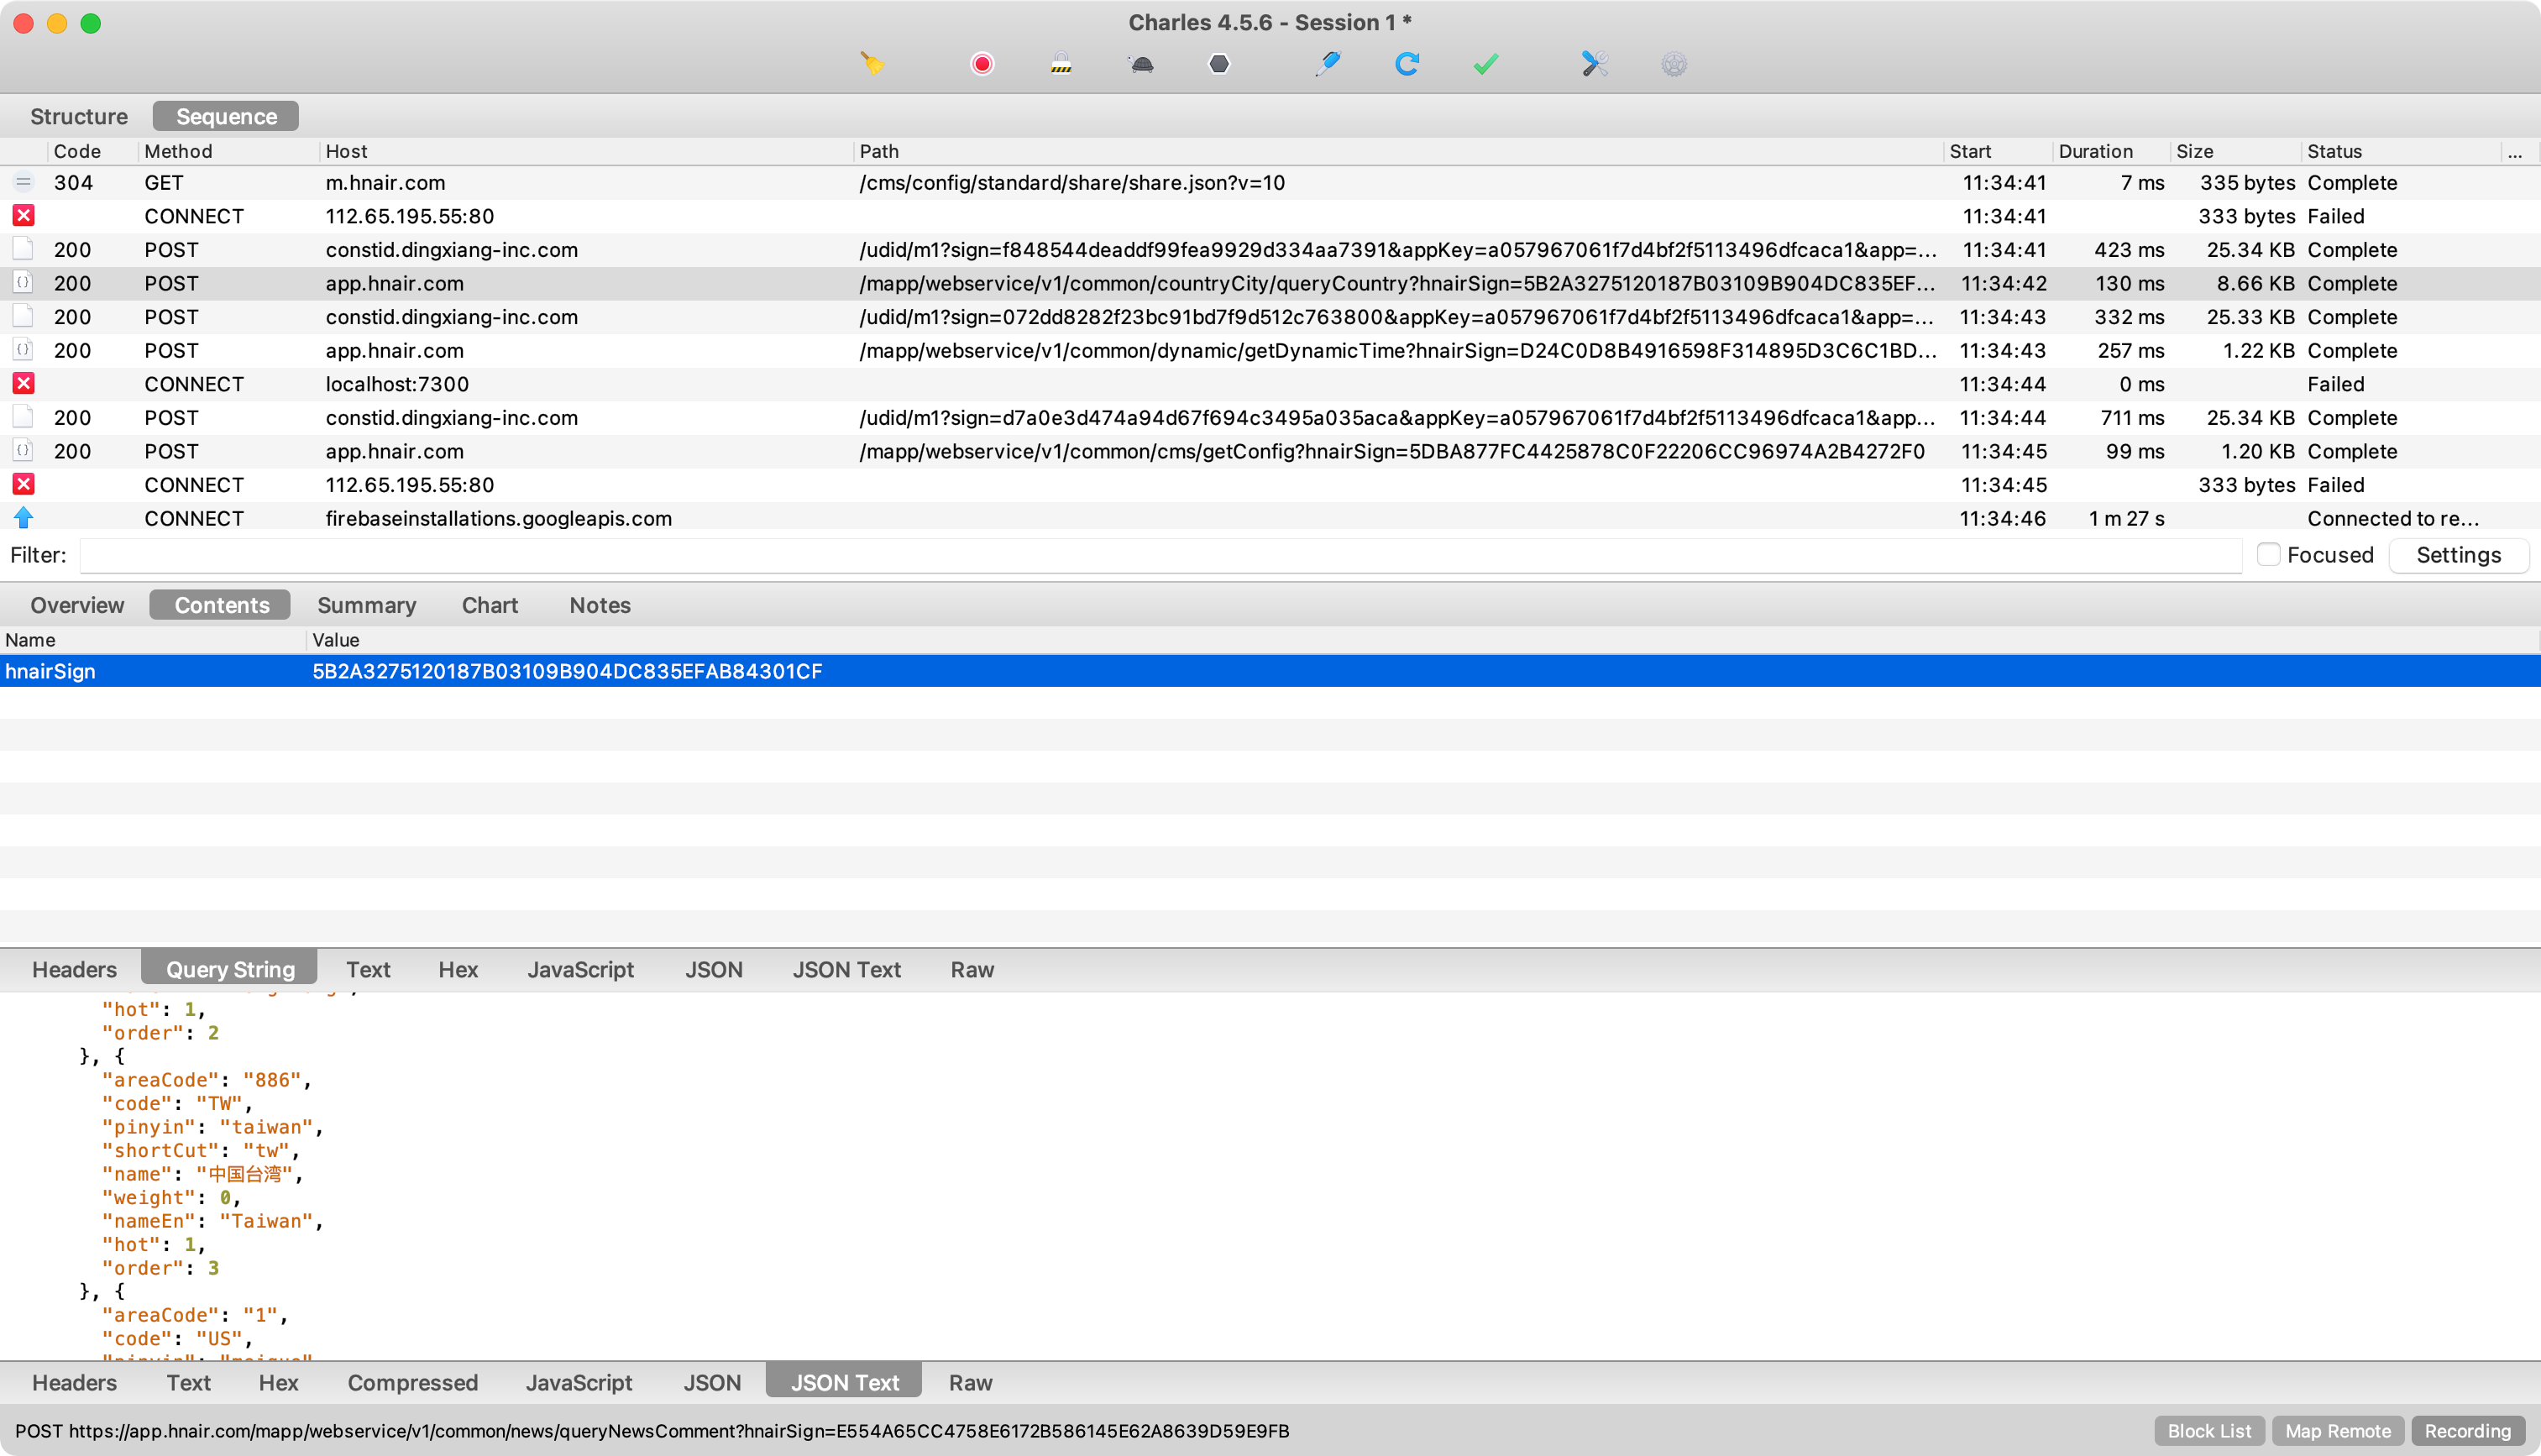 Charles 4.5.6 - Session 1 *
Structure Sequence
Code Method Host Path Start Duration Size Status ...
304 GET m.hnair.com /cms/config/standard/share/share.json?v=10 11:34:41 7 ms 335 bytes Complete
CONNECT 112.65.195.55:80 11:34:41 333 bytes Failed
200 POST constid.dingxiang-inc.com /udid/m1?sign=f848544deaddf99fea9929d334aa7391&appKey=a057967061f7d4bf2f5113496dfcaca1&app=... 11:34:41 423 ms 25.34 KB Complete
200 POST app.hnair.com /mapp/webservice/v1/common/countryCity/queryCountry?hnairSign=5B2A3275120187B03109B904DC835EF... 11:34:42 130 ms 8.66 KB Complete
200 POST constid.dingxiang-inc.com /udid/m1?sign=072dd8282f23bc91bd7f9d512c763800&appKey=a057967061f7d4bf2f5113496dfcaca1&app=... 11:34:43 332 ms 25.33 KB Complete
200 POST app.hnair.com /mapp/webservice/v1/common/dynamic/getDynamicTime?hnairSign=D24C0D8B4916598F314895D3C6C1BD... 11:34:43 257 ms 1.22 KB Complete
CONNECT localhost:7300 11:34:44 0 ms Failed
200 POST constid.dingxiang-inc.com /udid/m1?sign=d7a0e3d474a94d67f694c3495a035aca&appKey=a057967061f7d4bf2f5113496dfcaca1&app... 11:34:44 711 ms 25.34 KB Complete
200 POST app.hnair.com /mapp/webservice/v1/common/cms/getConfig?hnairSign=5DBA877FC4425878C0F22206CC96974A2B4272F0 11:34:45 99 ms 1.20 KB Complete
CONNECT 112.65.195.55:80 11:34:45 333 bytes Failed
CONNECT firebaseinstallations.googleapis.com 11:34:46 1 m 27 s Connected to re...
Filter: Focused Settings
Overview Contents Summary Chart Notes
Name Value
hnairSign 5B2A3275120187B03109B904DC835EFAB84301CF
Headers Query String Text Hex JavaScript JSON JSON Text Raw
"hot": 1,
"order": 2
}, {
"areaCode": "886",
"code": "TW",
"pinyin": "taiwan",
"shortCut": "tw",
"name": "中国台湾",
"weight": 0,
"nameEn": "Taiwan",
"hot": 1,
"order": 3
}, {
"areaCode": "1",
"code": "US",
Headers Text Hex Compressed JavaScript JSON JSON Text Raw
POST https://app.hnair.com/mapp/webservice/v1/common/news/queryNewsComment?hnairSign=E554A65CC4758E6172B586145E62A8639D59E9FB Block List Map Remote Recording